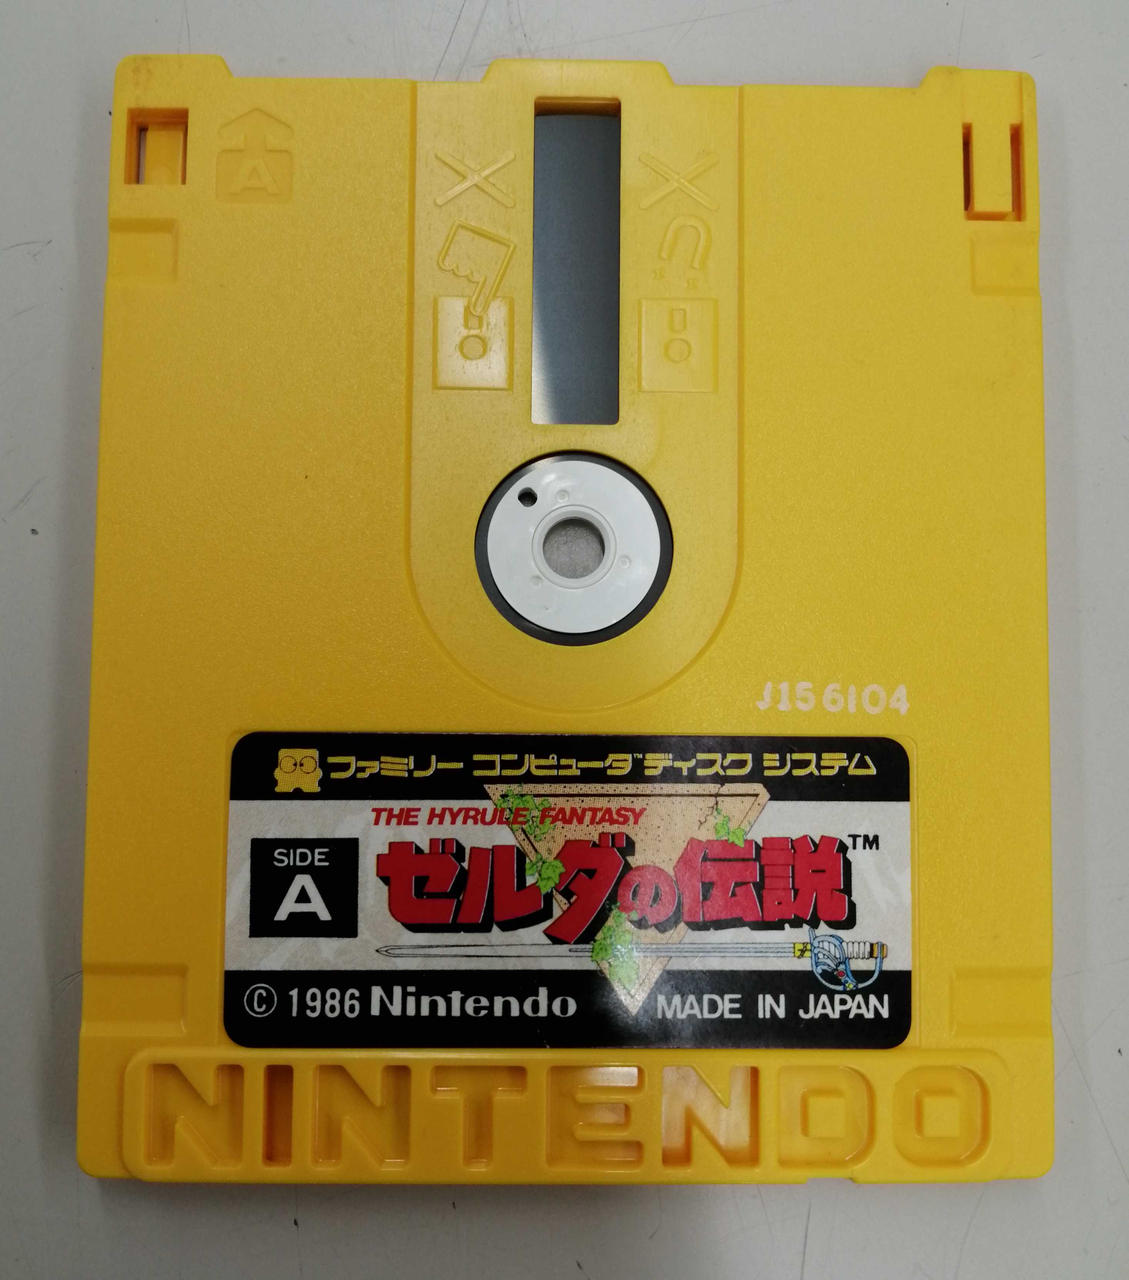 A
J156104
ファミリー コンピュータ™ ディスク システム
THE HYRULE FANTASY
ゼルダの伝説™
SIDE
A
© 1986 Nintendo MADE IN JAPAN
NINTENDO